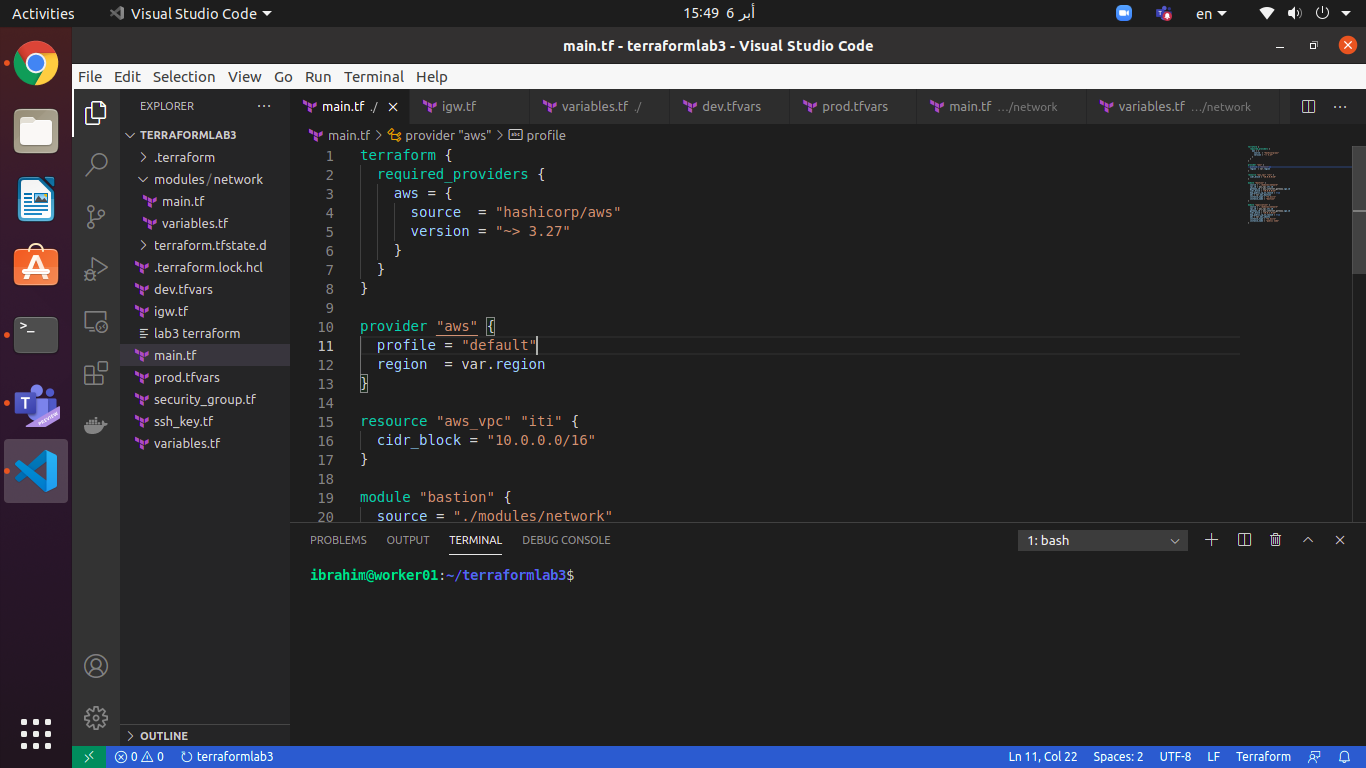 Activities Visual Studio Code 15:49 6 أبر en
main.tf - terraformlab3 - Visual Studio Code
File Edit Selection View Go Run Terminal Help
EXPLORER ···
TERRAFORMLAB3
.terraform
modules/network
main.tf
variables.tf
terraform.tfstate.d
.terraform.lock.hcl
dev.tfvars
igw.tf
lab3 terraform
main.tf
prod.tfvars
security_group.tf
ssh_key.tf
variables.tf
OUTLINE
main.tf ./ igw.tf variables.tf ./ dev.tfvars prod.tfvars main.tf .../network variables.tf .../network
main.tf > provider "aws" > profile
1 terraform {
2 required_providers {
3 aws = {
4 source = "hashicorp/aws"
5 version = "~> 3.27"
6 }
7 }
8 }
9
10 provider "aws" {
11 profile = "default"
12 region = var.region
13 }
14
15 resource "aws_vpc" "iti" {
16 cidr_block = "10.0.0.0/16"
17 }
18
19 module "bastion" {
20 source = "./modules/network"
PROBLEMS OUTPUT TERMINAL DEBUG CONSOLE 1: bash
ibrahim@worker01:~/terraformlab3$
0 0 terraformlab3 Ln 11, Col 22 Spaces: 2 UTF-8 LF Terraform